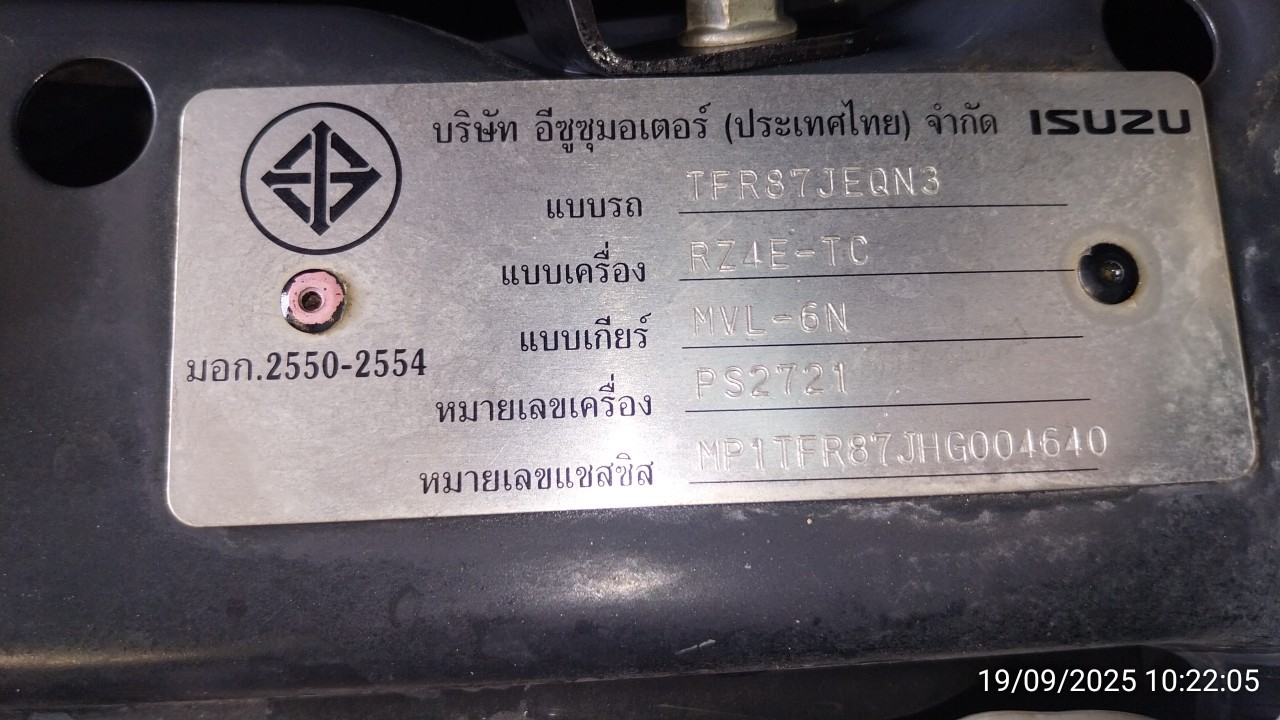 บริษัท อีซูซุมอเตอร์ (ประเทศไทย) จำกัด ISUZU
แบบรถ TFR87JEQN3
แบบเครื่อง RZ4E-TC
แบบเกียร์ MVL-6N
มอก.2550-2554
หมายเลขเครื่อง PS2721
หมายเลขแชสซิส MP1TFR87JHG004640
19/09/2025 10:22:05